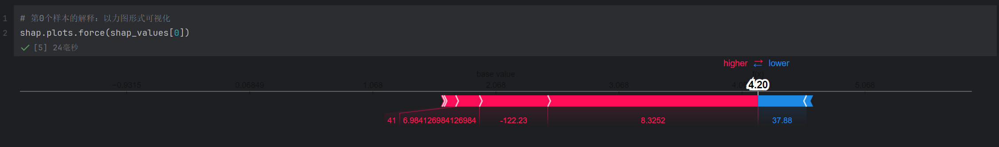 1 # 第0个样本的解释：以力图形式可视化
2 shap.plots.force(shap_values[0])
[5] 24毫秒
higher lower
base value f(x)
−0.9315 0.06849 1.068 2.068 3.068 4.20 5.068
41 6.984126984126984 -122.23 8.3252 37.88